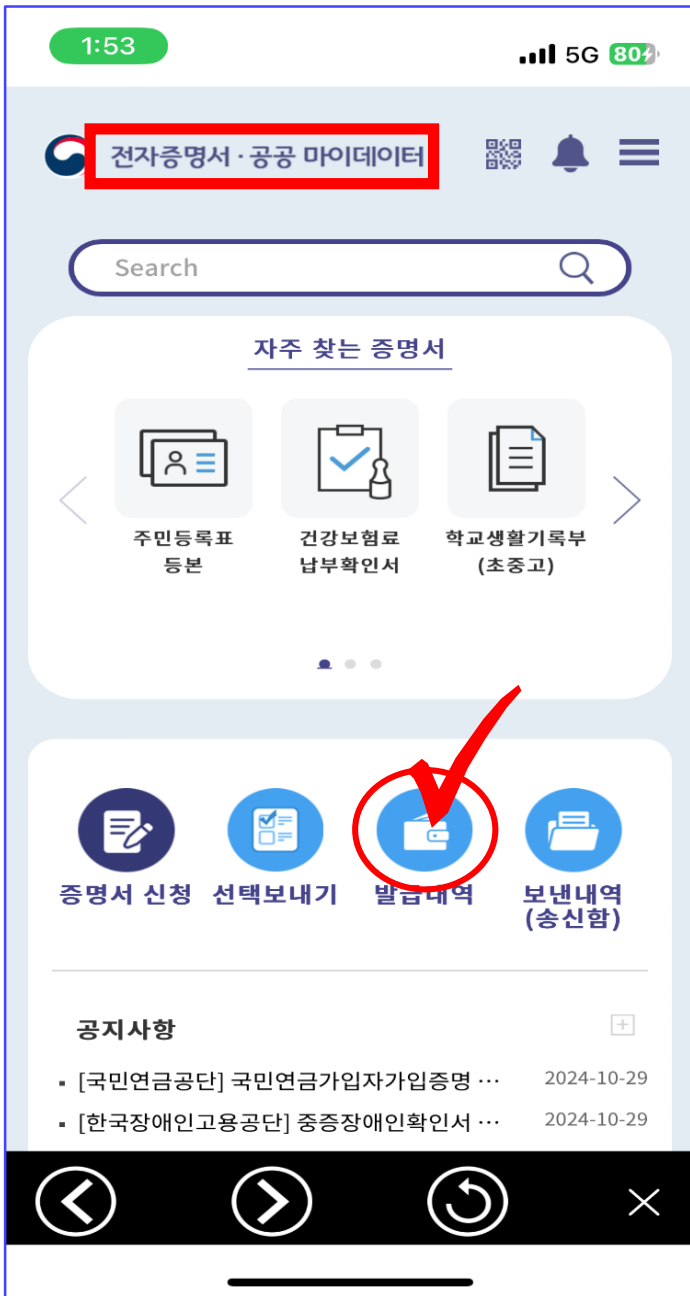 1:53
5G 80
전자증명서 · 공공 마이데이터
Search
자주 찾는 증명서
주민등록표
등본
건강보험료
납부확인서
학교생활기록부
(초중고)
증명서 신청
선택보내기
발급내역
보낸내역
(송신함)
공지사항
[국민연금공단] 국민연금가입자가입증명 ⋯ 2024-10-29
[한국장애인고용공단] 중증장애인확인서 ⋯ 2024-10-29